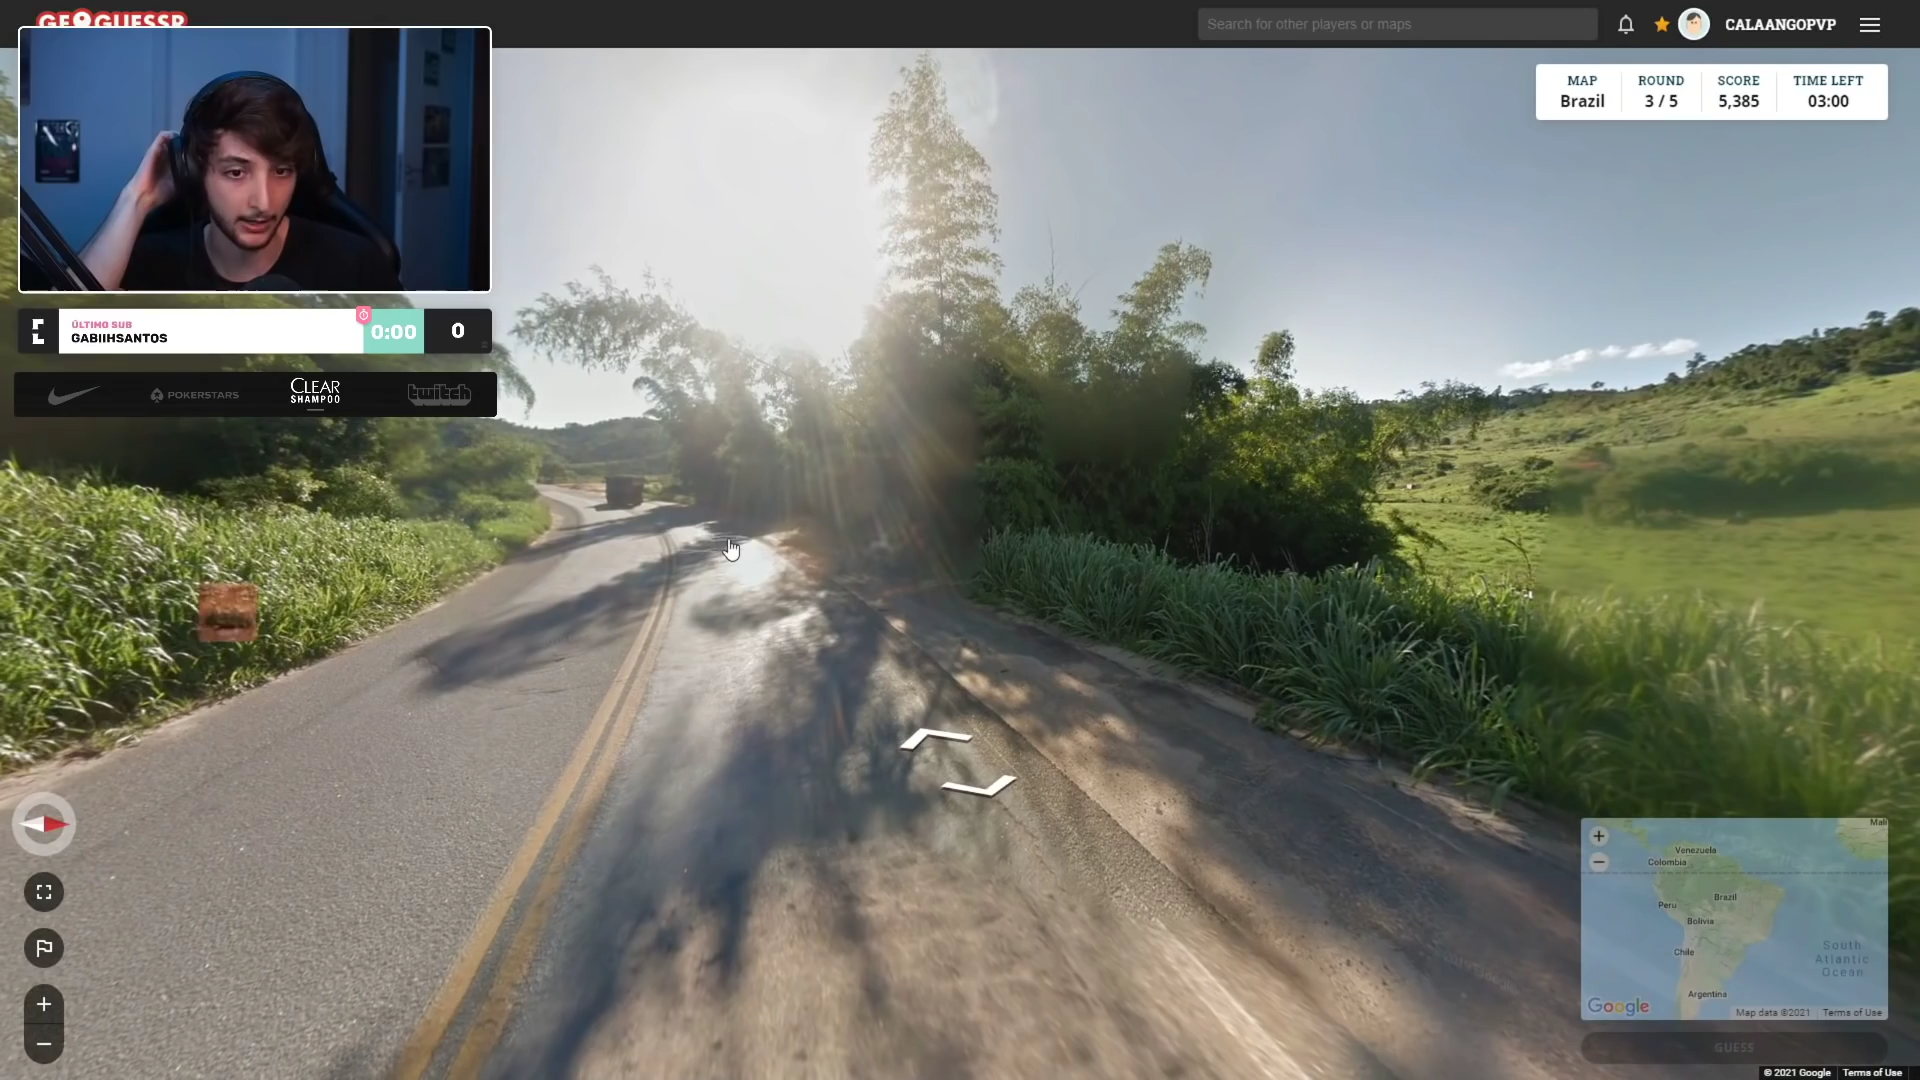 GEOGUESSR
Search for other players or maps
CALAANGOPVP
MAP ROUND SCORE TIME LEFT
Brazil 3 / 5 5,385 03:00
ÚLTIMO SUB
GABIIHSANTOS
0:00
0
POKERSTARS
CLEAR
SHAMPOO
twitch
Mali
Venezuela
Colombia
Brazil
Peru
Bolivia
Chile
South
Atlantic
Ocean
Argentina
Google
Map data ©2021 Terms of Use
GUESS
© 2021 Google Terms of Use